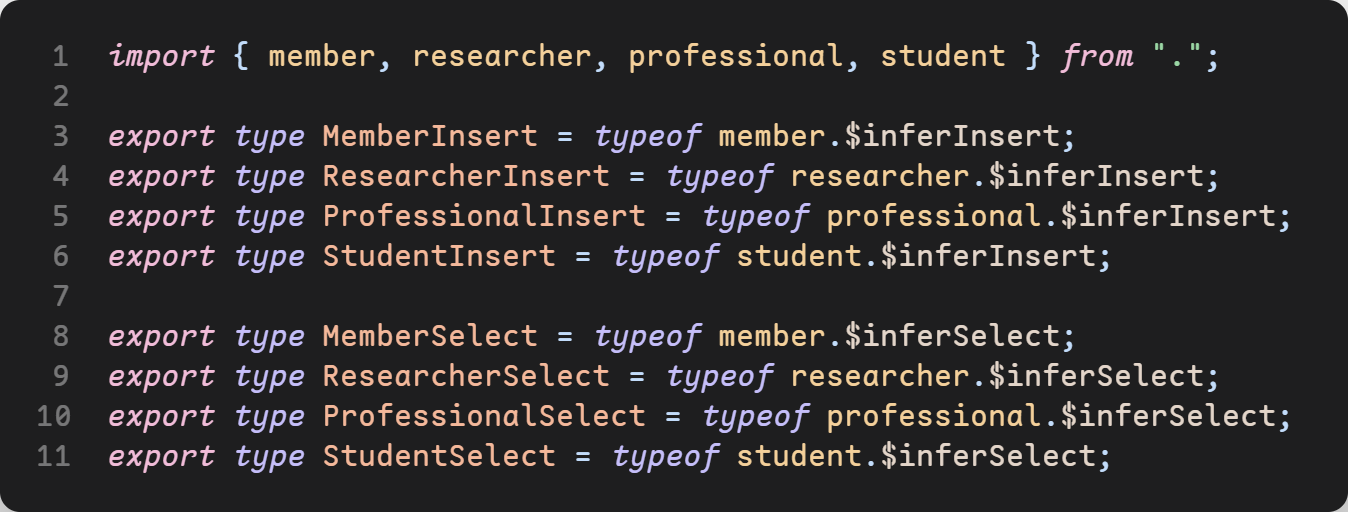 1 import { member, researcher, professional, student } from ".";
2
3 export type MemberInsert = typeof member.$inferInsert;
4 export type ResearcherInsert = typeof researcher.$inferInsert;
5 export type ProfessionalInsert = typeof professional.$inferInsert;
6 export type StudentInsert = typeof student.$inferInsert;
7
8 export type MemberSelect = typeof member.$inferSelect;
9 export type ResearcherSelect = typeof researcher.$inferSelect;
10 export type ProfessionalSelect = typeof professional.$inferSelect;
11 export type StudentSelect = typeof student.$inferSelect;